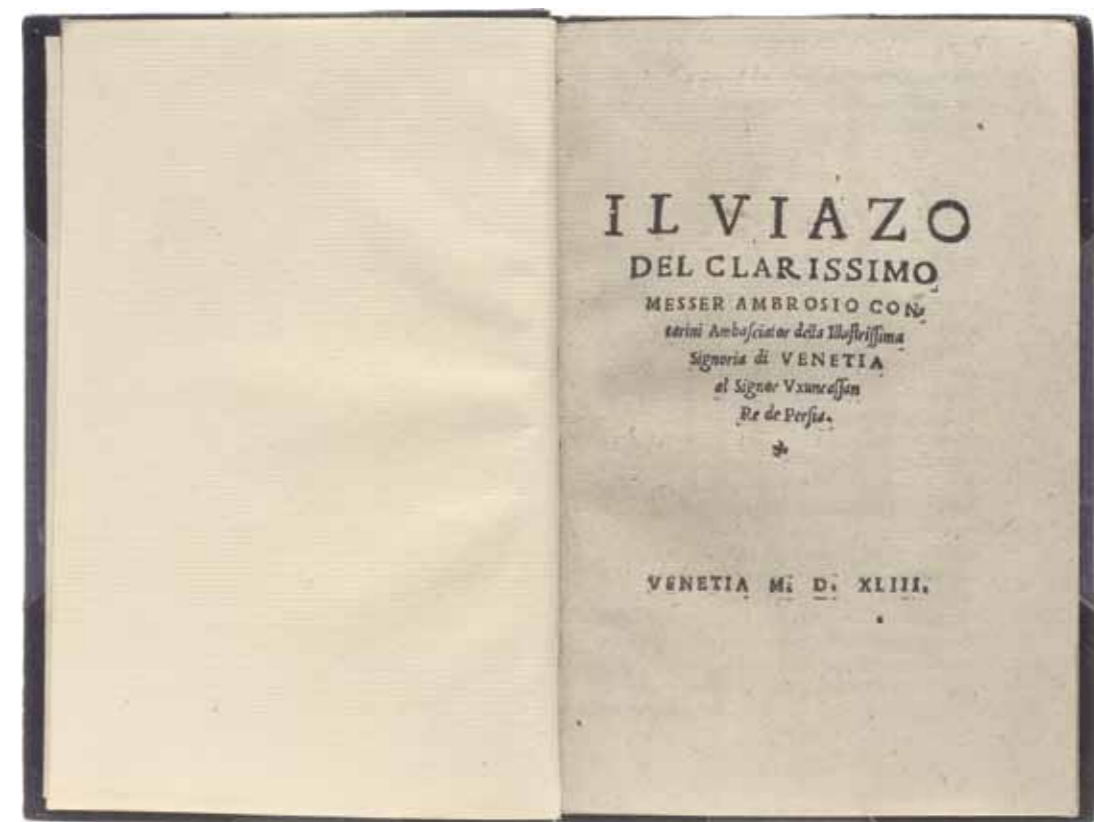 IL VIAZO
DEL CLARISSIMO
MESSER AMBROSIO CON-
tarini Ambaſciator della Illuſtriſſima
Signoria di VENETIA
al Signor Vxuncaſſan
Re de Perſia.
VENETIA M. D. XLIII.